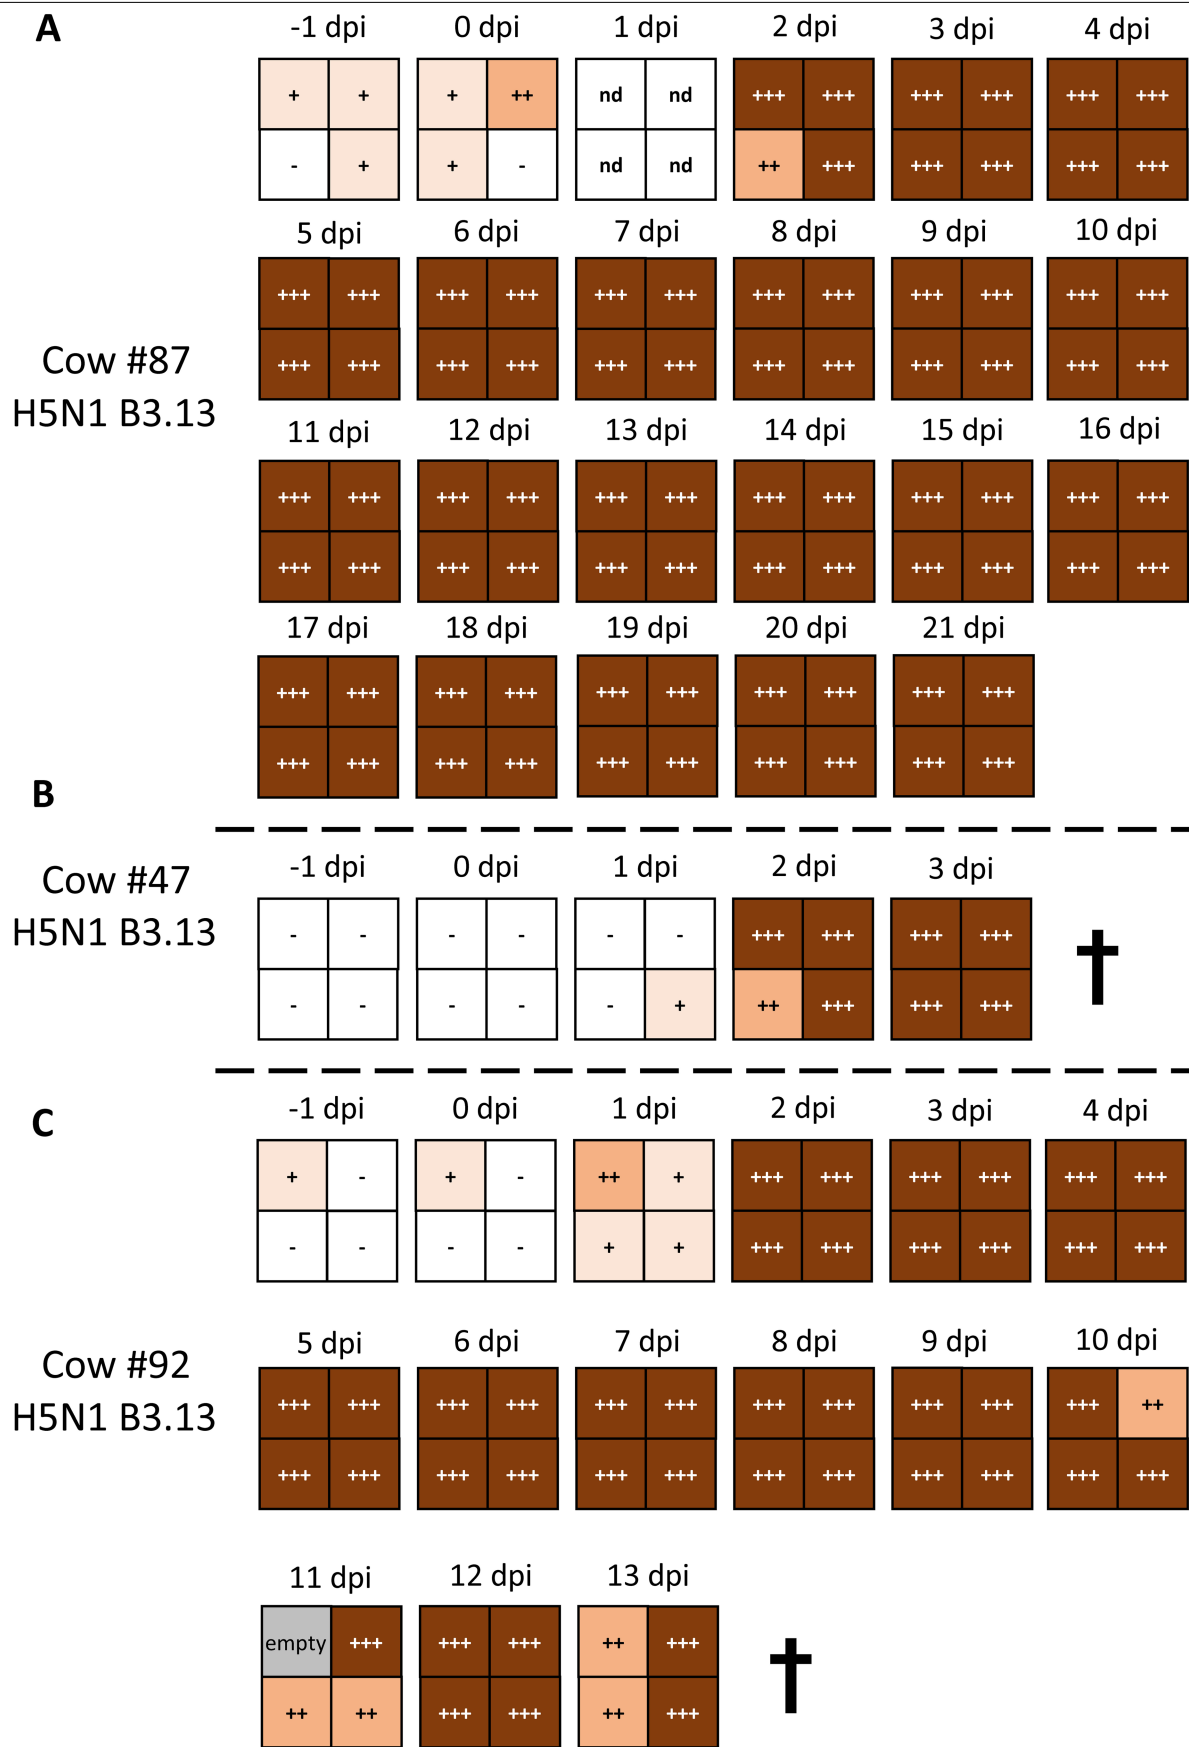 A
-1 dpi 0 dpi 1 dpi 2 dpi 3 dpi 4 dpi
+ + + ++ nd nd +++ +++ +++ +++ +++ +++
- + + - nd nd ++ +++ +++ +++ +++ +++
5 dpi 6 dpi 7 dpi 8 dpi 9 dpi 10 dpi
+++ +++ +++ +++ +++ +++ +++ +++ +++ +++ +++ +++
Cow #87
+++ +++ +++ +++ +++ +++ +++ +++ +++ +++ +++ +++
H5N1 B3.13
11 dpi 12 dpi 13 dpi 14 dpi 15 dpi 16 dpi
+++ +++ +++ +++ +++ +++ +++ +++ +++ +++ +++ +++
+++ +++ +++ +++ +++ +++ +++ +++ +++ +++ +++ +++
17 dpi 18 dpi 19 dpi 20 dpi 21 dpi
+++ +++ +++ +++ +++ +++ +++ +++ +++ +++
+++ +++ +++ +++ +++ +++ +++ +++ +++ +++
B
-1 dpi 0 dpi 1 dpi 2 dpi 3 dpi
Cow #47
H5N1 B3.13
- - - - - - +++ +++ +++ +++
- - - - - + ++ +++ +++ +++
†
C
-1 dpi 0 dpi 1 dpi 2 dpi 3 dpi 4 dpi
+ - + - ++ + +++ +++ +++ +++ +++ +++
- - - - + + +++ +++ +++ +++ +++ +++
5 dpi 6 dpi 7 dpi 8 dpi 9 dpi 10 dpi
Cow #92
H5N1 B3.13
+++ +++ +++ +++ +++ +++ +++ +++ +++ +++ +++ ++
+++ +++ +++ +++ +++ +++ +++ +++ +++ +++ +++ +++
11 dpi 12 dpi 13 dpi
empty +++ +++ +++ ++ +++
++ ++ +++ +++ ++ +++
†